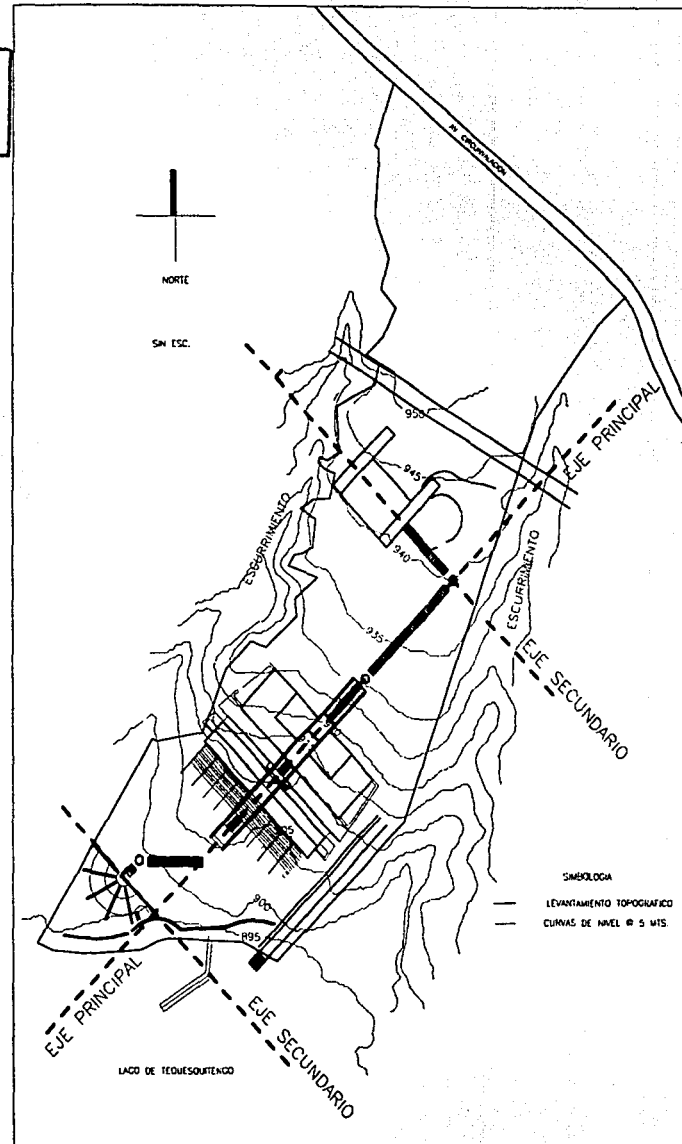 AV CIRCUNVALACION
NORTE
SIN ESC.
950
EJE PRINCIPAL
945
ESCURRIMIENTO
940
ESCURRIMIENTO
935
EJE SECUNDARIO
SIMBOLOGIA
LEVANTAMIENTO TOPOGRAFICO
CURVAS DE NIVEL @ 5 MTS.
900
895
EJE PRINCIPAL
EJE SECUNDARIO
LAGO DE TEQUESQUITENGO